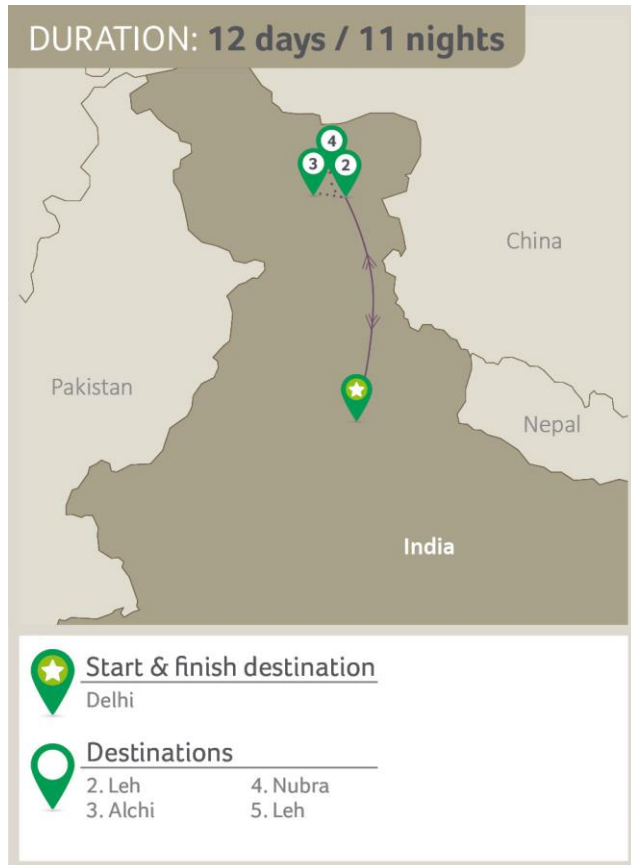 DURATION: 12 days / 11 nights
4
3 2
China
Pakistan
Nepal
India
Start & finish destination
Delhi
Destinations
2. Leh 4. Nubra
3. Alchi 5. Leh